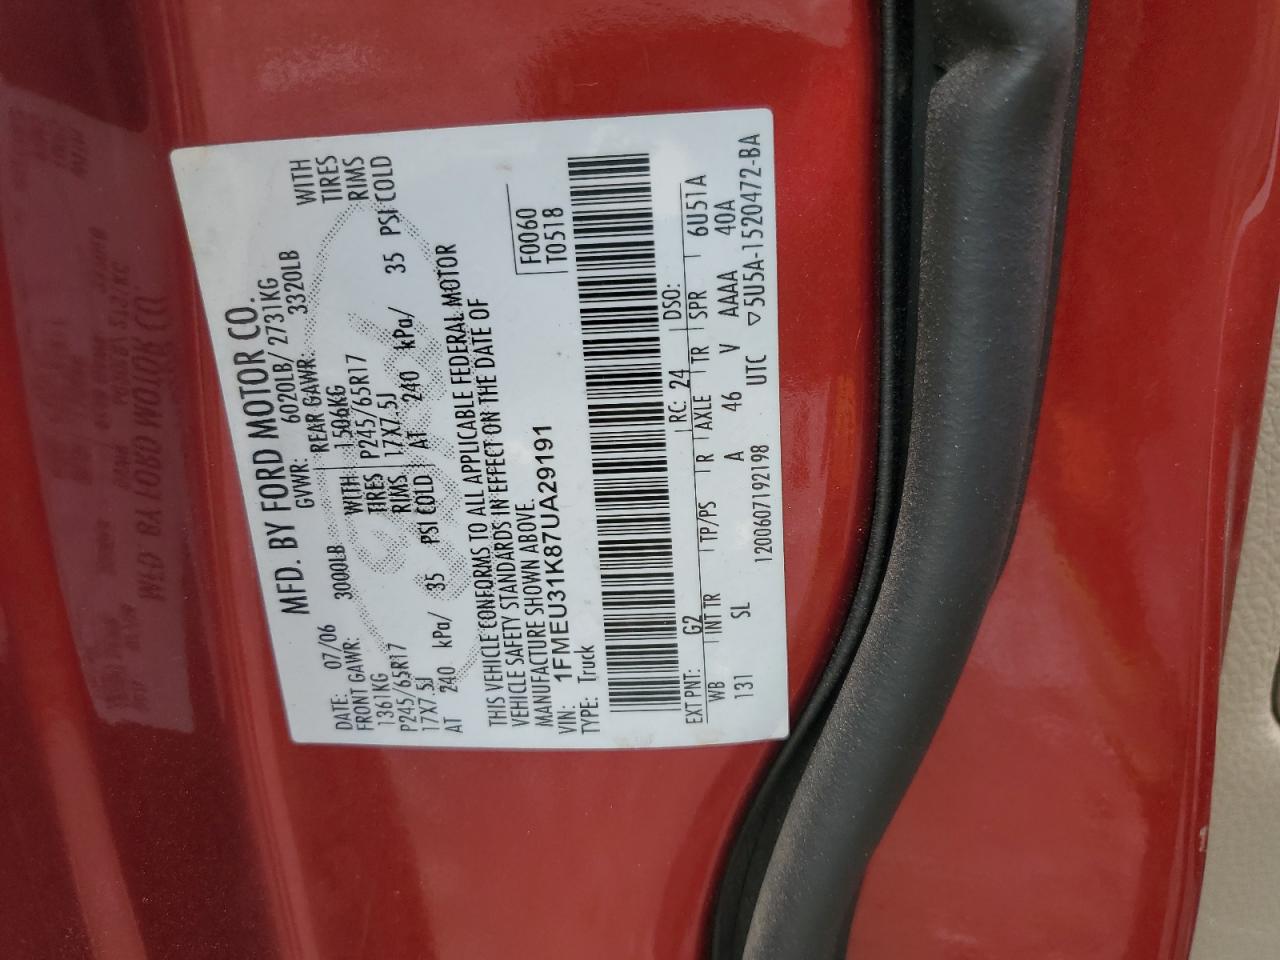 MFD. BY FORD MOTOR CO.
DATE: 07/06 GVWR: 6020LB/ 2731KG
FRONT GAWR: 3000LB REAR GAWR: 3320LB
1361KG WITH 1506KG WITH
P245/65R17 TIRES P245/65R17 TIRES
17X7.5J RIMS 17X7.5J RIMS
AT 240 kPa/ 35 PSI COLD AT 240 kPa/ 35 PSI COLD
THIS VEHICLE CONFORMS TO ALL APPLICABLE FEDERAL MOTOR
VEHICLE SAFETY STANDARDS IN EFFECT ON THE DATE OF
MANUFACTURE SHOWN ABOVE.
VIN: 1FMEU31K87UA29191 F0060
TYPE: Truck T0518
EXT PNT: G2 RC: 24 DSO:
WB INT TR TP/PS R AXLE TR SPR 6U51A
131 SL A 46 V AAAA 40A
120060719​2198 UTC ▽5U5A-1520472-BA